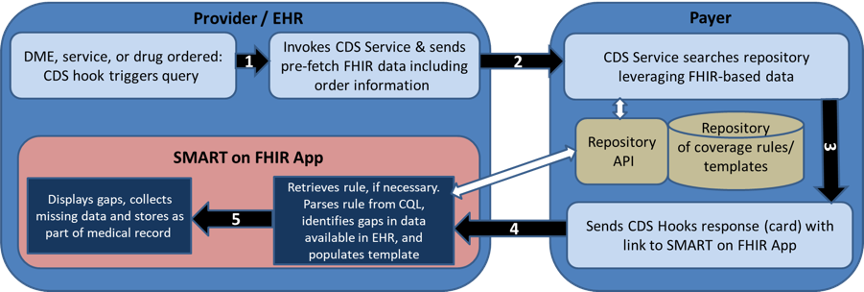 Provider / EHR
DME, service, or drug ordered:
CDS hook triggers query
1
Invokes CDS Service & sends
pre-fetch FHIR data including
order information
2
Payer
CDS Service searches repository
leveraging FHIR-based data
Repository
API
Repository
of coverage rules/
templates
3
Sends CDS Hooks response (card) with
link to SMART on FHIR App
4
SMART on FHIR App
Retrieves rule, if necessary.
Parses rule from CQL,
identifies gaps in data
available in EHR, and
populates template
5
Displays gaps, collects
missing data and stores as
part of medical record